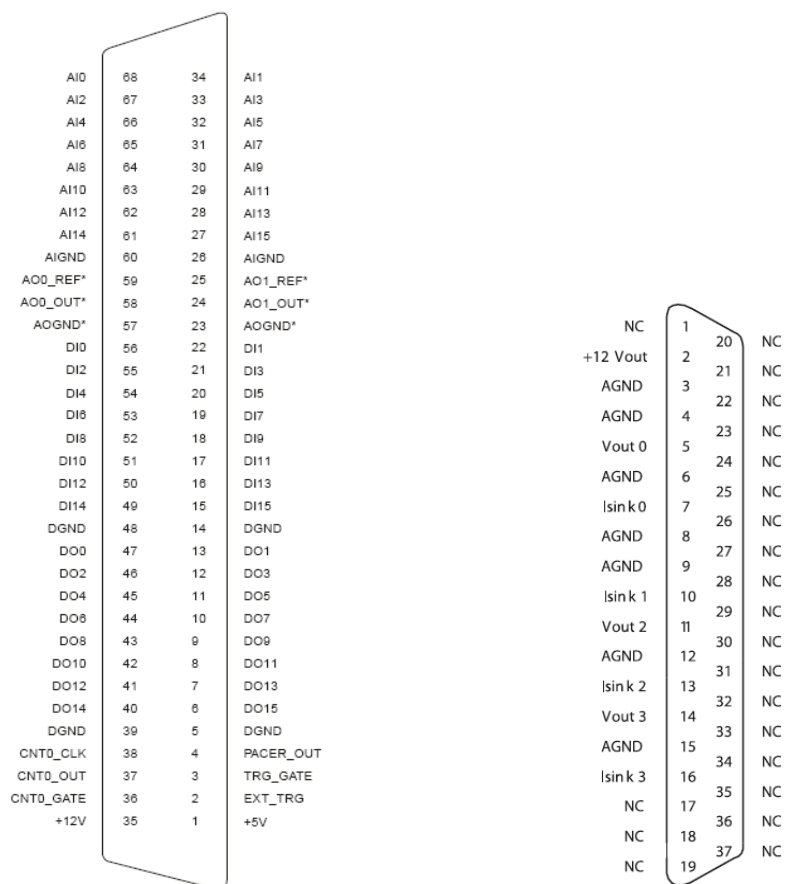 AI0 68 34 AI1
AI2 67 33 AI3
AI4 66 32 AI5
AI6 65 31 AI7
AI8 64 30 AI9
AI10 63 29 AI11
AI12 62 28 AI13
AI14 61 27 AI15
AIGND 60 26 AIGND
AO0_REF* 59 25 AO1_REF*
AO0_OUT* 58 24 AO1_OUT*
AOGND* 57 23 AOGND*
DI0 56 22 DI1
DI2 55 21 DI3
DI4 54 20 DI5
DI6 53 19 DI7
DI8 52 18 DI9
DI10 51 17 DI11
DI12 50 16 DI13
DI14 49 15 DI15
DGND 48 14 DGND
DO0 47 13 DO1
DO2 46 12 DO3
DO4 45 11 DO5
DO6 44 10 DO7
DO8 43 9 DO9
DO10 42 8 DO11
DO12 41 7 DO13
DO14 40 6 DO15
DGND 39 5 DGND
CNT0_CLK 38 4 PACER_OUT
CNT0_OUT 37 3 TRG_GATE
CNT0_GATE 36 2 EXT_TRG
+12V 35 1 +5V
NC 1
20 NC
+12 Vout 2
21 NC
AGND 3
22 NC
AGND 4
23 NC
Vout 0 5
24 NC
AGND 6
25 NC
Isink 0 7
26 NC
AGND 8
27 NC
AGND 9
28 NC
Isink 1 10
29 NC
Vout 2 11
30 NC
AGND 12
31 NC
Isink 2 13
32 NC
Vout 3 14
33 NC
AGND 15
34 NC
Isink 3 16
35 NC
NC 17
36 NC
NC 18
37 NC
NC 19